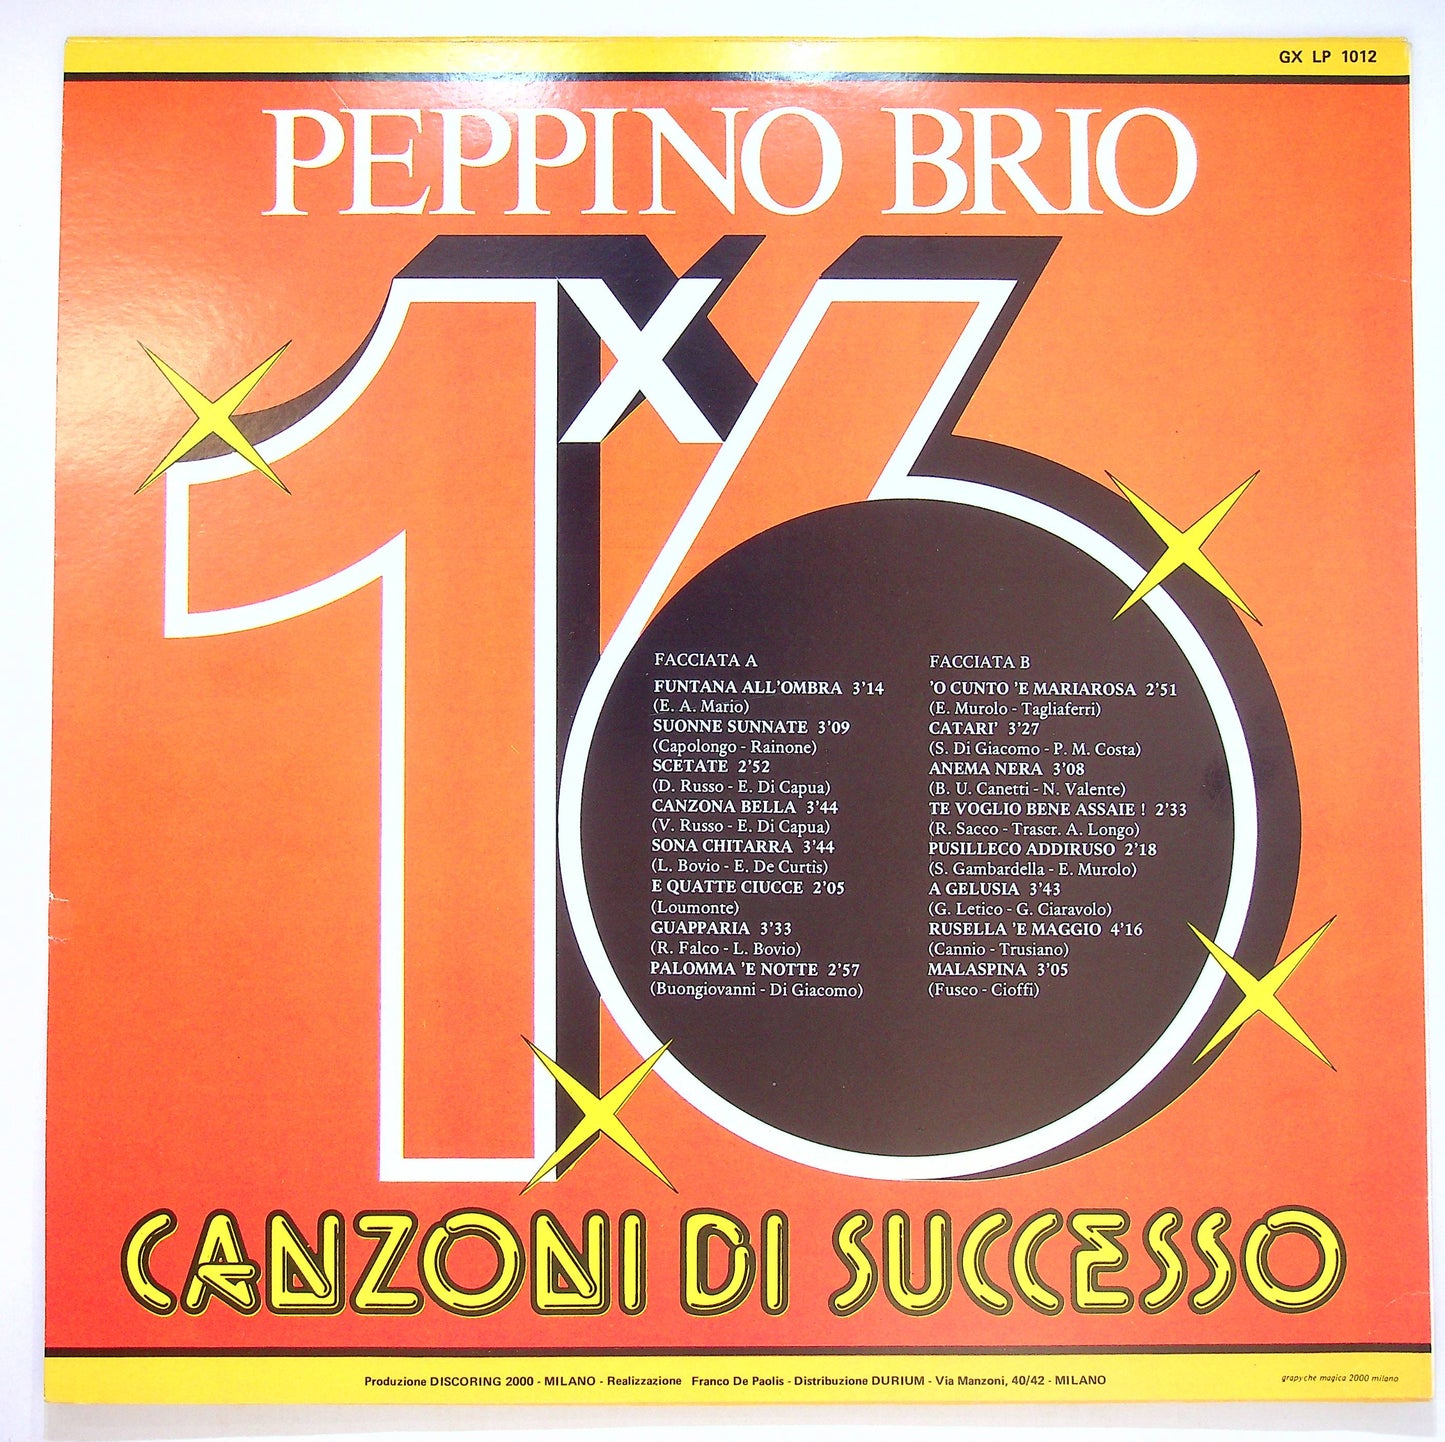 GX LP 1012
PEPPINO BRIO
1x6
FACCIATA A
FUNTANA ALL'OMBRA 3'14
(E. A. Mario)
SUONNE SUNNATE 3'09
(Capolongo - Rainone)
SCETATE 2'52
(D. Russo - E. Di Capua)
CANZONA BELLA 3'44
(V. Russo - E. Di Capua)
SONA CHITARRA 3'44
(L. Bovio - E. De Curtis)
E QUATTE CIUCCE 2'05
(Loumonte)
GUAPPARIA 3'33
(R. Falco - L. Bovio)
PALOMMA 'E NOTTE 2'57
(Buongiovanni - Di Giacomo)
FACCIATA B
'O CUNTO 'E MARIAROSA 2'51
(E. Murolo - Tagliaferri)
CATARI' 3'27
(S. Di Giacomo - P. M. Costa)
ANEMA NERA 3'08
(B. U. Canetti - N. Valente)
TE VOGLIO BENE ASSAIE ! 2'33
(R. Sacco - Trascr. A. Longo)
PUSILLECO ADDIRUSO 2'18
(S. Gambardella - E. Murolo)
A GELUSIA 3'43
(G. Letico - G. Ciaravolo)
RUSELLA 'E MAGGIO 4'16
(Cannio - Trusiano)
MALASPINA 3'05
(Fusco - Cioffi)
CANZONI DI SUCCESSO
Produzione DISCORING 2000 - MILANO - Realizzazione Franco De Paolis - Distribuzione DURIUM - Via Manzoni, 40/42 - MILANO
grapyche magica 2000 milano